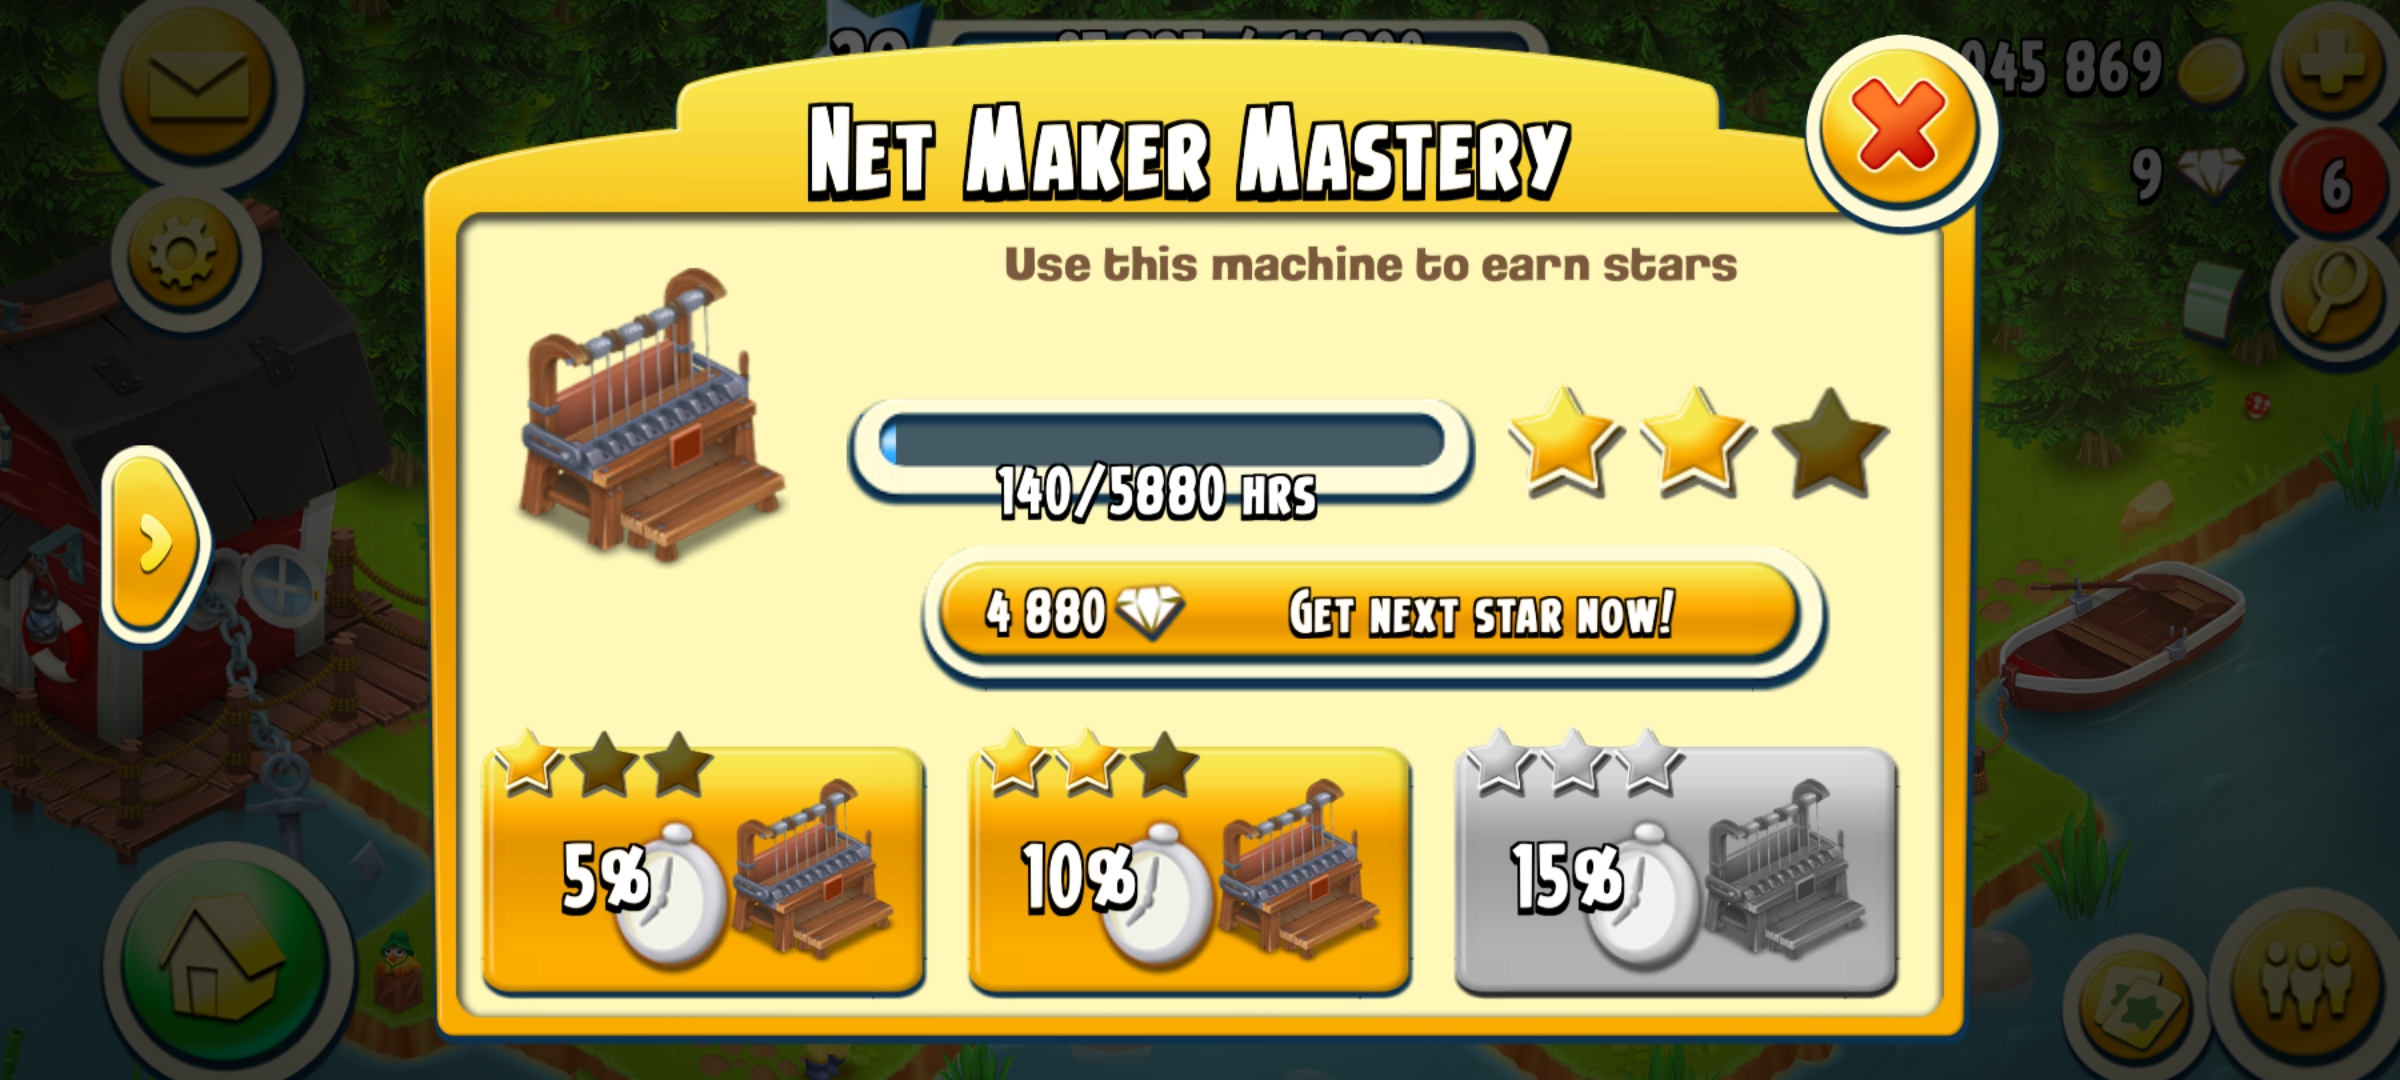 NET MAKER MASTERY
045 869
9
6
Use this machine to earn stars
140/5880 HRS
4 880
GET NEXT STAR NOW!
5%
10%
15%